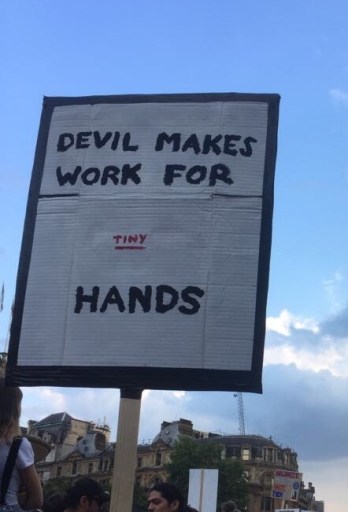 DEVIL MAKES
WORK FOR
TINY
HANDS